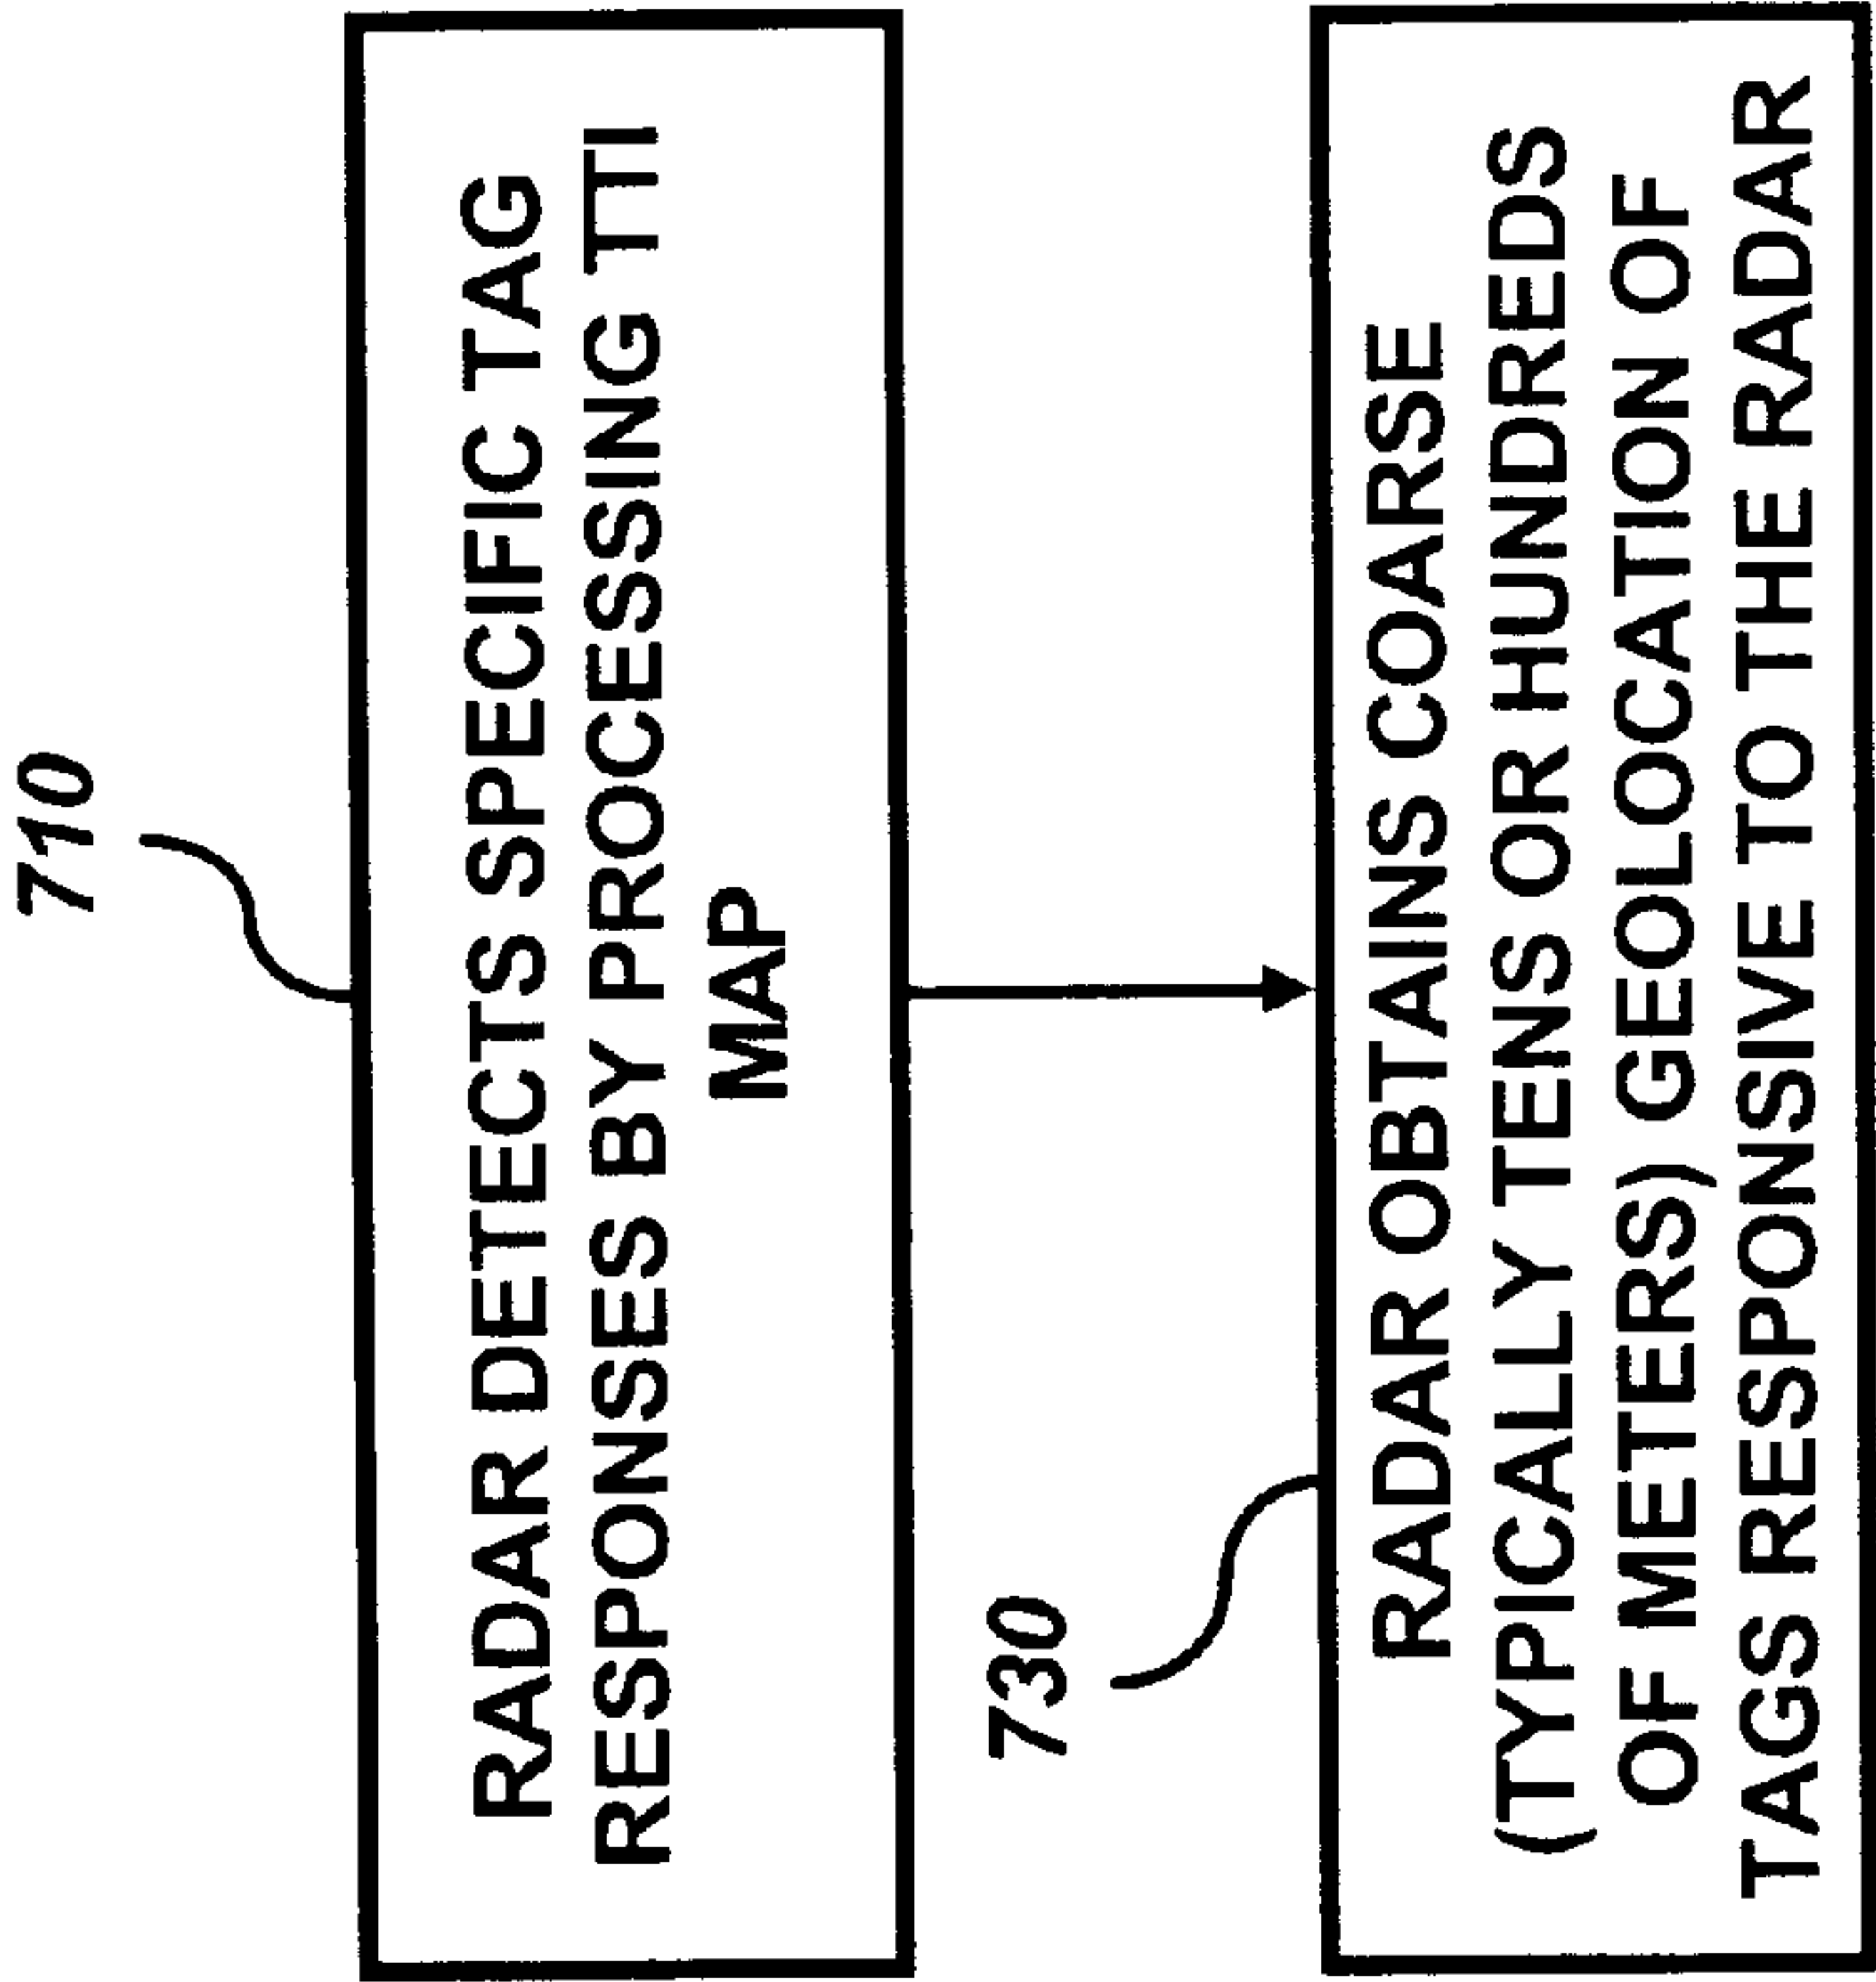 710
RADAR DETECTS SPECIFIC TAG
RESPONSES BY PROCESSING TTI
MAP
730
RADAR OBTAINS COARSE
(TYPICALLY TENS OR HUNDREDS
OF METERS) GEOLOCATION OF
TAGS RESPONSIVE TO THE RADAR